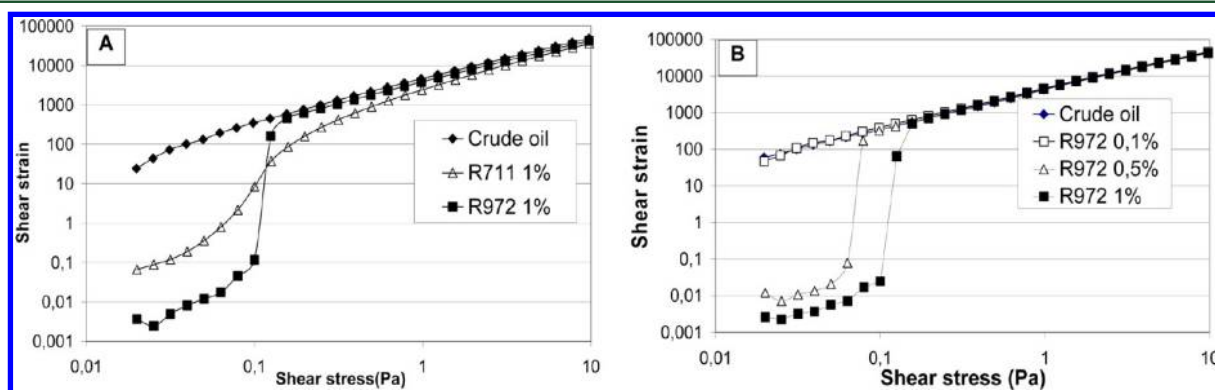 A
100000
10000
1000
100
10
1
0,1
0,01
0,001
Shear strain
Crude oil
R711 1%
R972 1%
0,01
0,1
1
10
Shear stress(Pa)
B
100000
10000
1000
100
10
1
0,1
0,01
0,001
Shear strain
Crude oil
R972 0,1%
R972 0,5%
R972 1%
0,01
0,1
1
10
Shear stress (Pa)